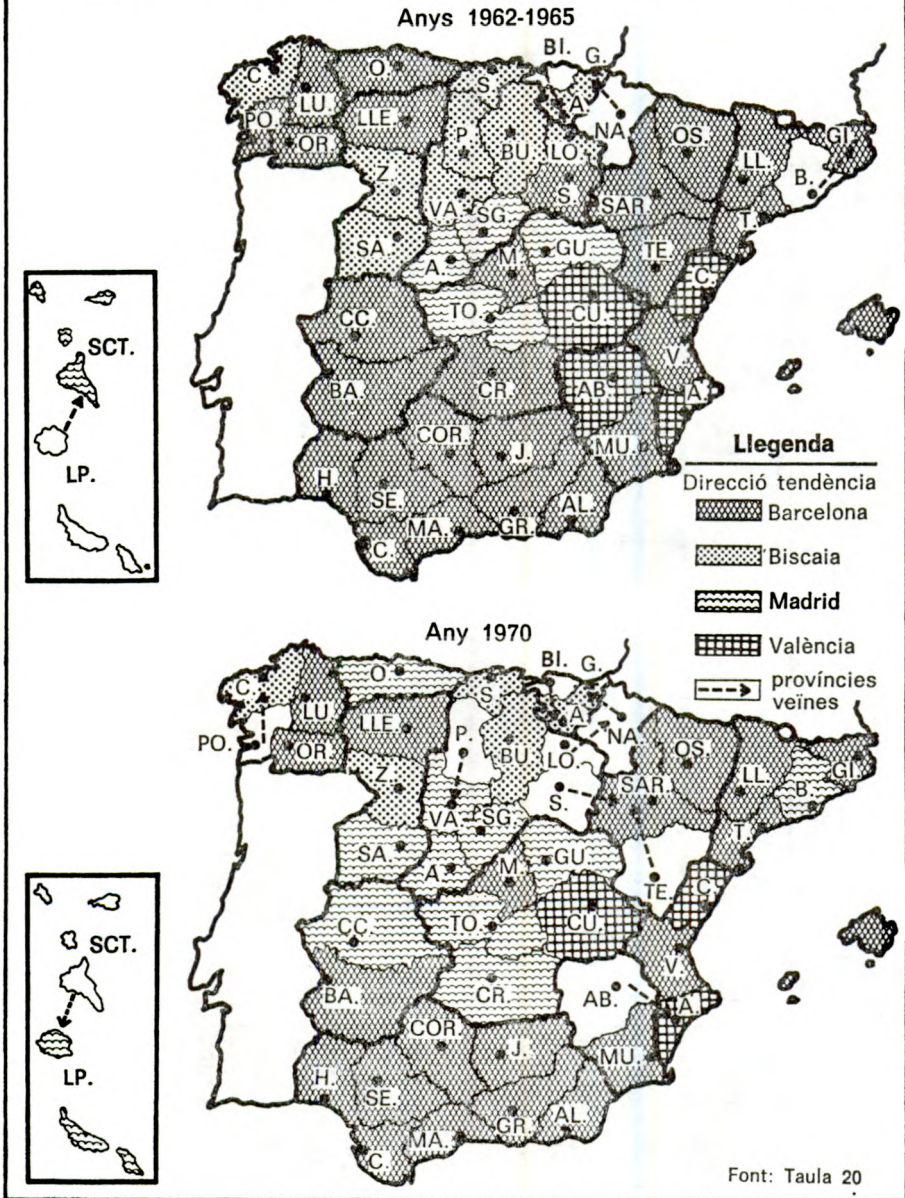 Anys 1962-1965
BI. G.
C. O. S. A.
LU. NA
PO. LLE. P. BU. LO. OS. GI.
OR. LL. B.
Z. VA. S. SAR.
SG. T.
SA. GU. TE.
A. M. C.
CC. TO. CU.
SCT.
V.
BA. CR. AB. A.
LP. COR. J. MU.
H. SE. AL.
MA. GR.
C.
Llegenda
Direcció tendència
Barcelona
Biscaia
Madrid
València
províncies
veïnes
Any 1970
BI. G.
C. O. S. A.
LU. NA
PO. LLE. P. BU. LO. OS.
OR. LL. GI.
Z. S. SAR. B.
VA. SG. T.
SA. GU.
A. M. TE. C.
SCT.
CC. TO. CU.
V.
BA. CR. AB. A.
LP. COR. J. MU.
H. SE. AL.
MA. GR.
C.
Font: Taula 20